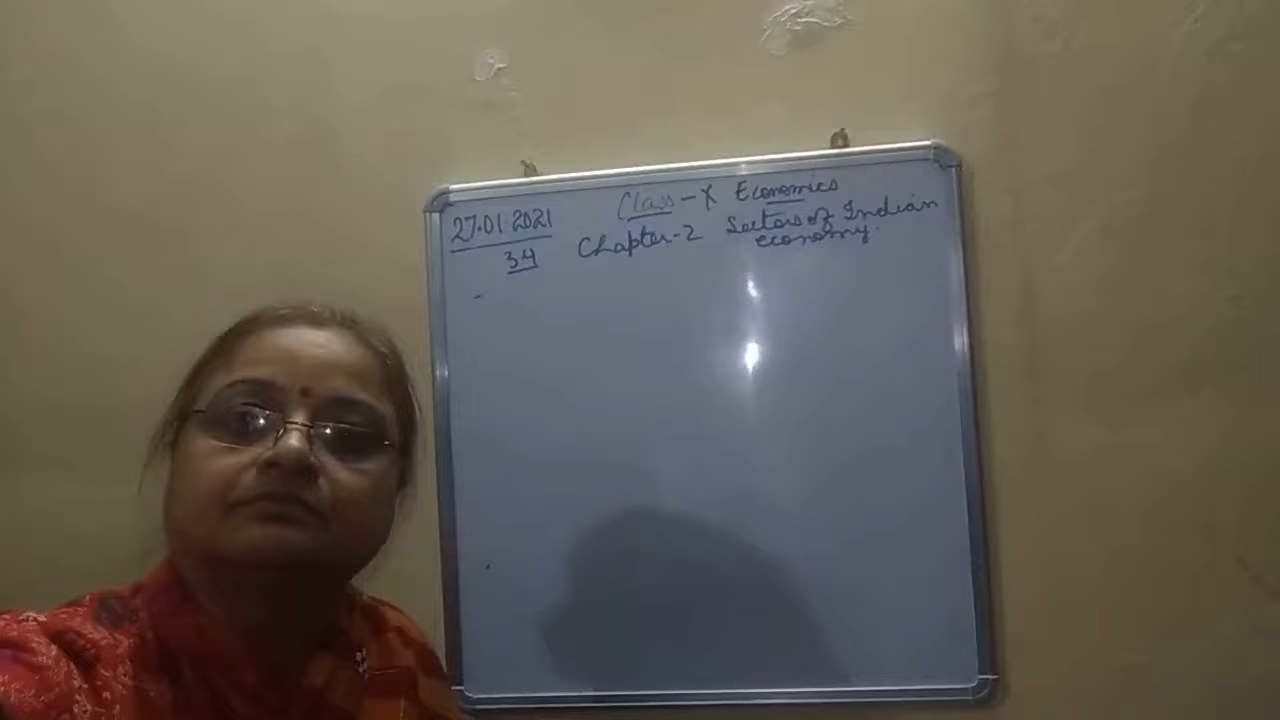 Class-X Economics
27.01.2021
Chapter-2 Sectors of Indian
economy.
34